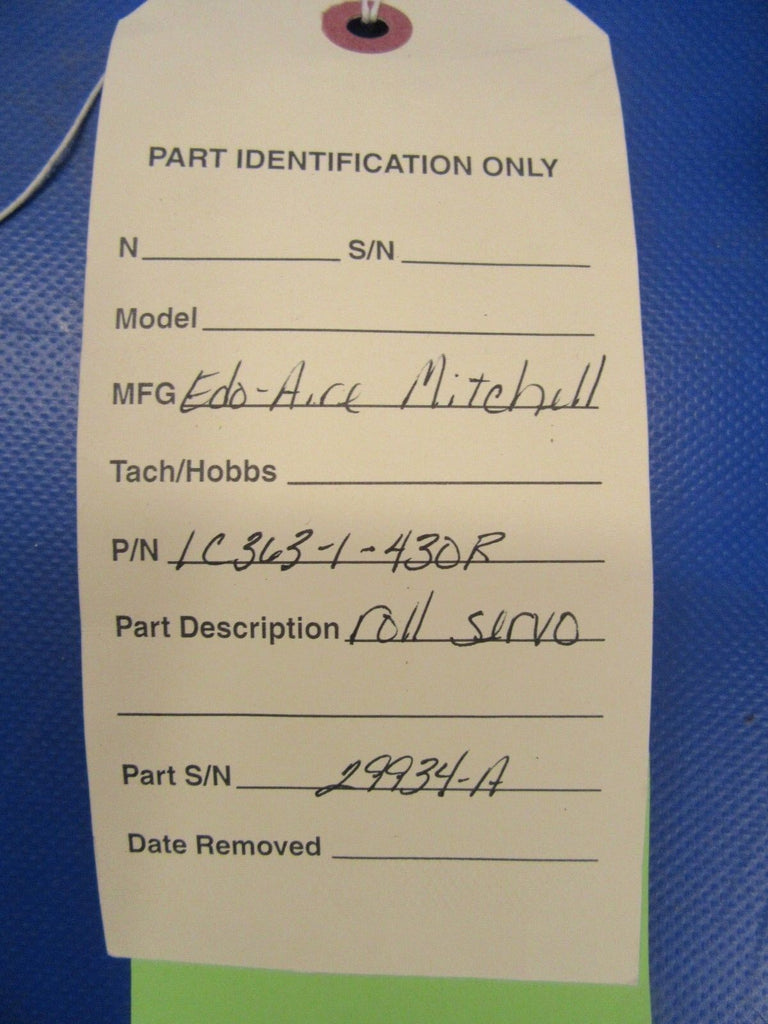 PART IDENTIFICATION ONLY
N S/N
Model
MFG Edo-Aire Mitchell
Tach/Hobbs
P/N 1C363-1-430R
Part Description roll servo
Part S/N 29934-A
Date Removed